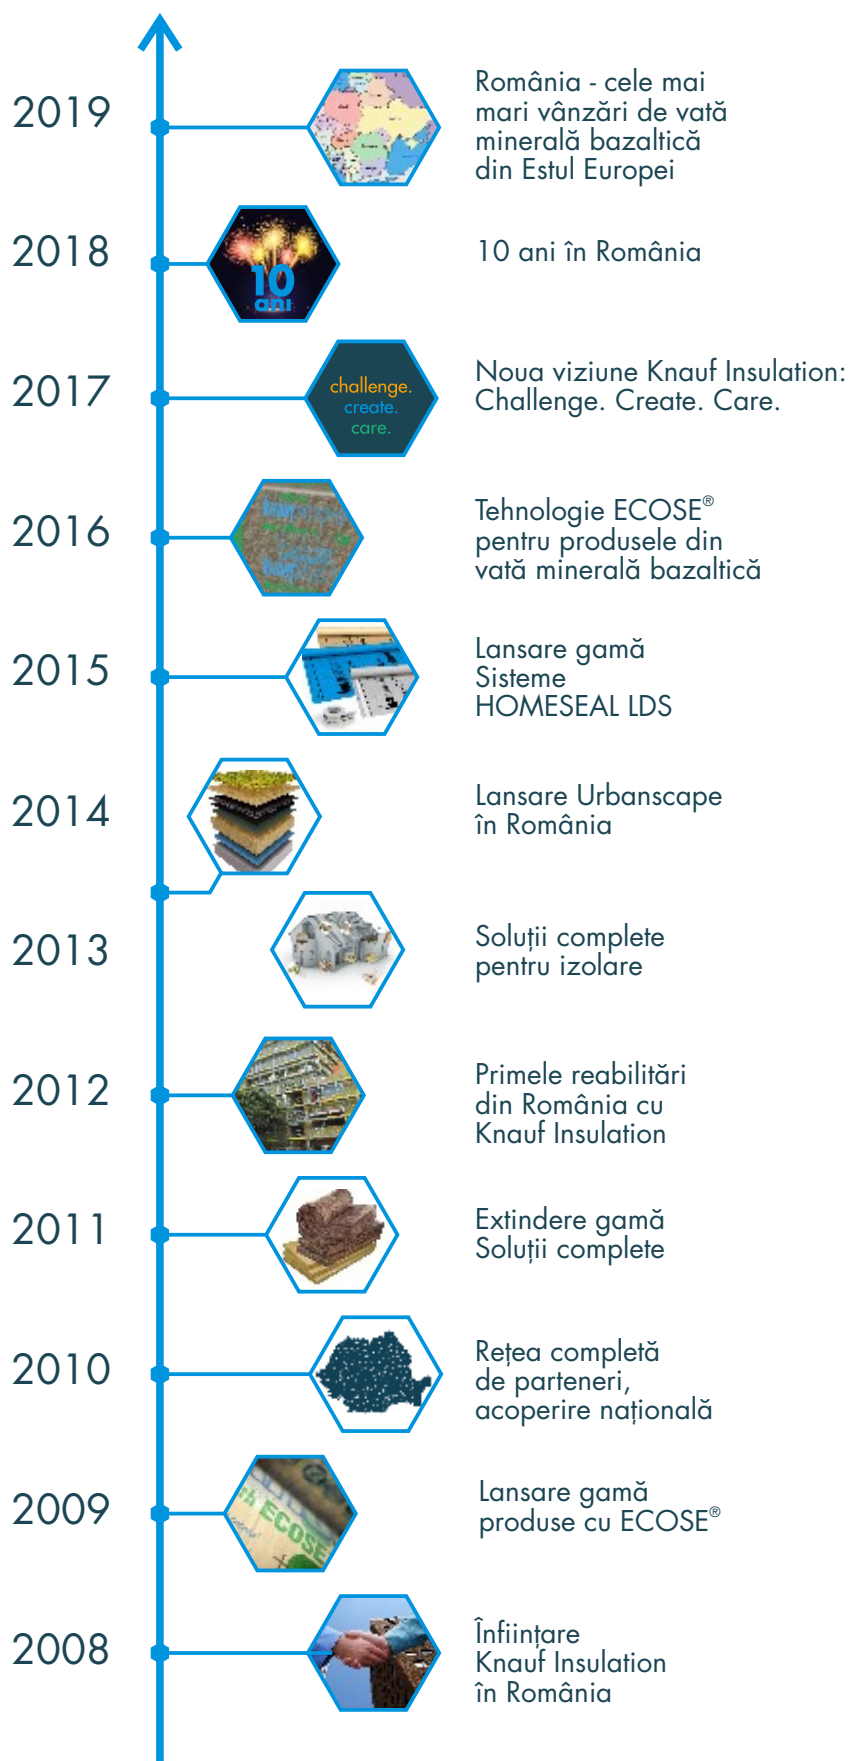 2019
România - cele mai
mari vânzări de vată
minerală bazaltică
din Estul Europei
2018
10
ani
10 ani în România
2017
challenge.
create.
care.
Noua viziune Knauf Insulation:
Challenge. Create. Care.
2016
Tehnologie ECOSE®
pentru produsele din
vată minerală bazaltică
2015
Lansare gamă
Sisteme
HOMESEAL LDS
2014
Lansare Urbanscape
în România
2013
Soluții complete
pentru izolare
2012
Primele reabilitări
din România cu
Knauf Insulation
2011
Extindere gamă
Soluții complete
2010
Rețea completă
de parteneri,
acoperire națională
2009
ECOSE
Lansare gamă
produse cu ECOSE®
2008
Înființare
Knauf Insulation
în România